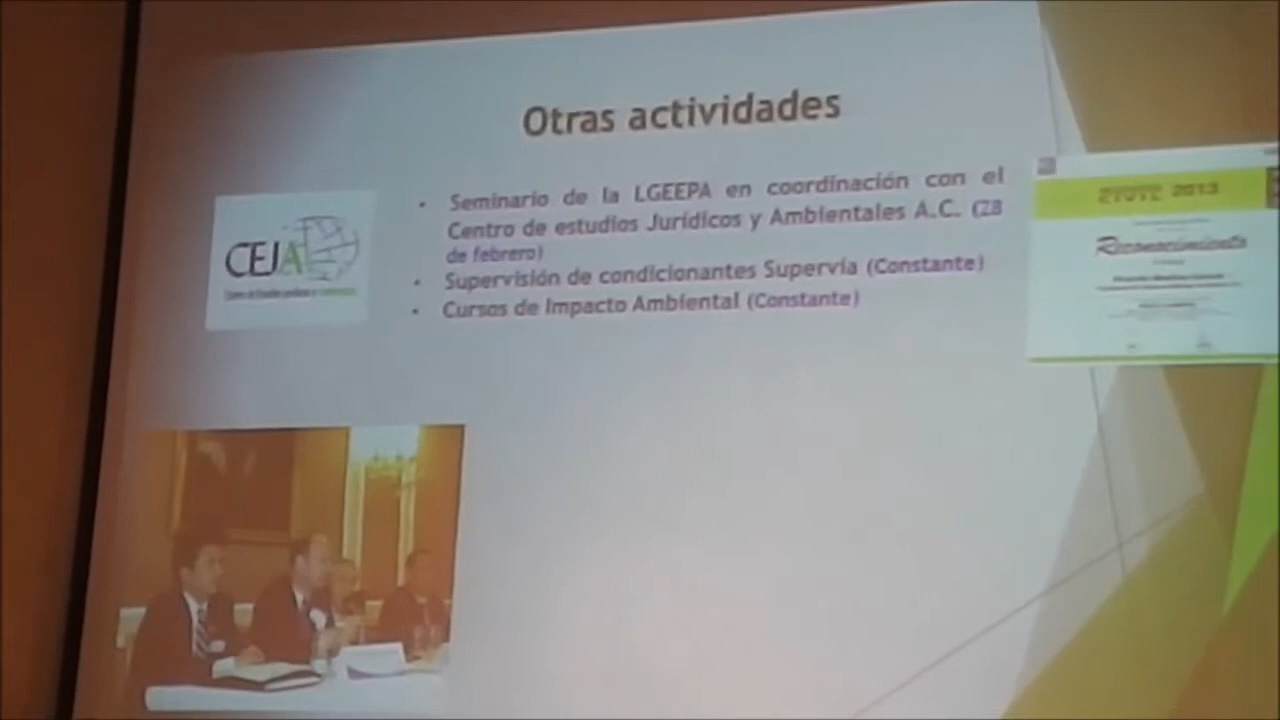 Otras actividades
• Seminario de la LGEEPA en coordinación con el
Centro de estudios Jurídicos y Ambientales A.C. (28
de febrero)
• Supervisión de condicionantes Supervía (Constante)
• Cursos de Impacto Ambiental (Constante)
CEJA
2013
Reconocimiento